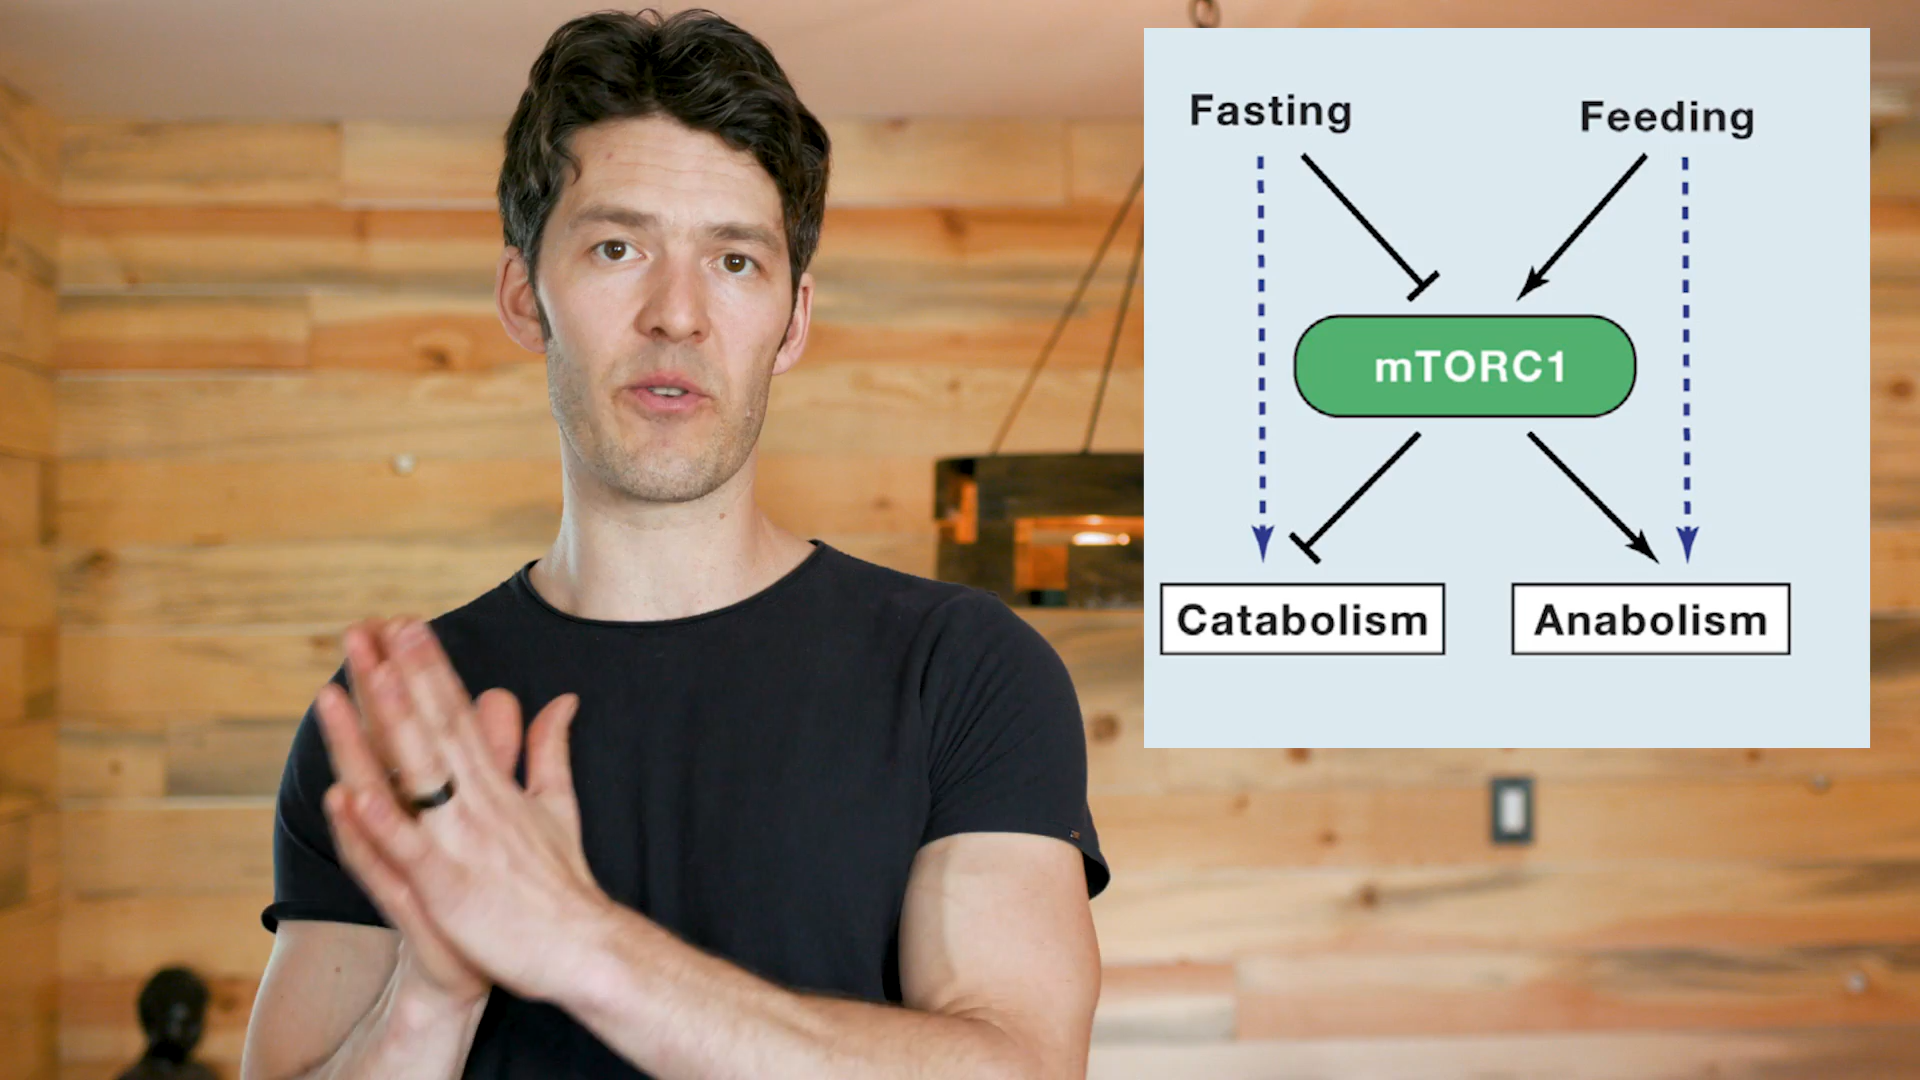 Fasting
Feeding
mTORC1
Catabolism
Anabolism